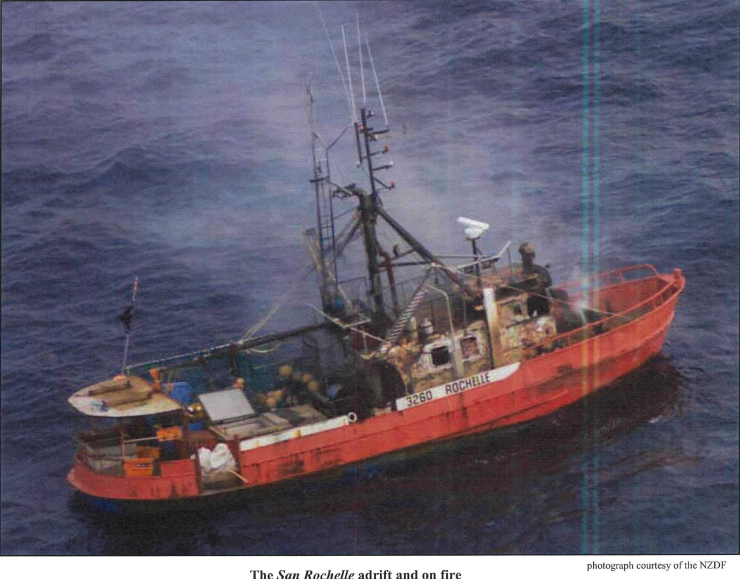 3260 ROCHELLE
photograph courtesy of the NZDF
The San Rochelle adrift and on fire